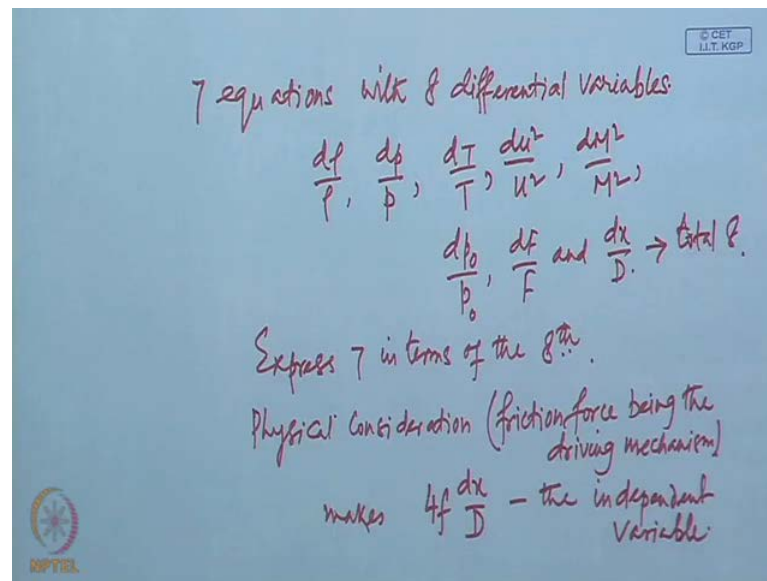 © CET
I.I.T. KGP
7 equations with 8 differential variables.
dρ/ρ, dp/p, dT/T, du²/u², dM²/M²,
dp₀/p₀, dF/F and dx/D. → total 8.
Express 7 in terms of the 8th.
Physical Consideration (friction force being the
driving mechanism)
makes 4f dx/D - the independent
variable.
NPTEL